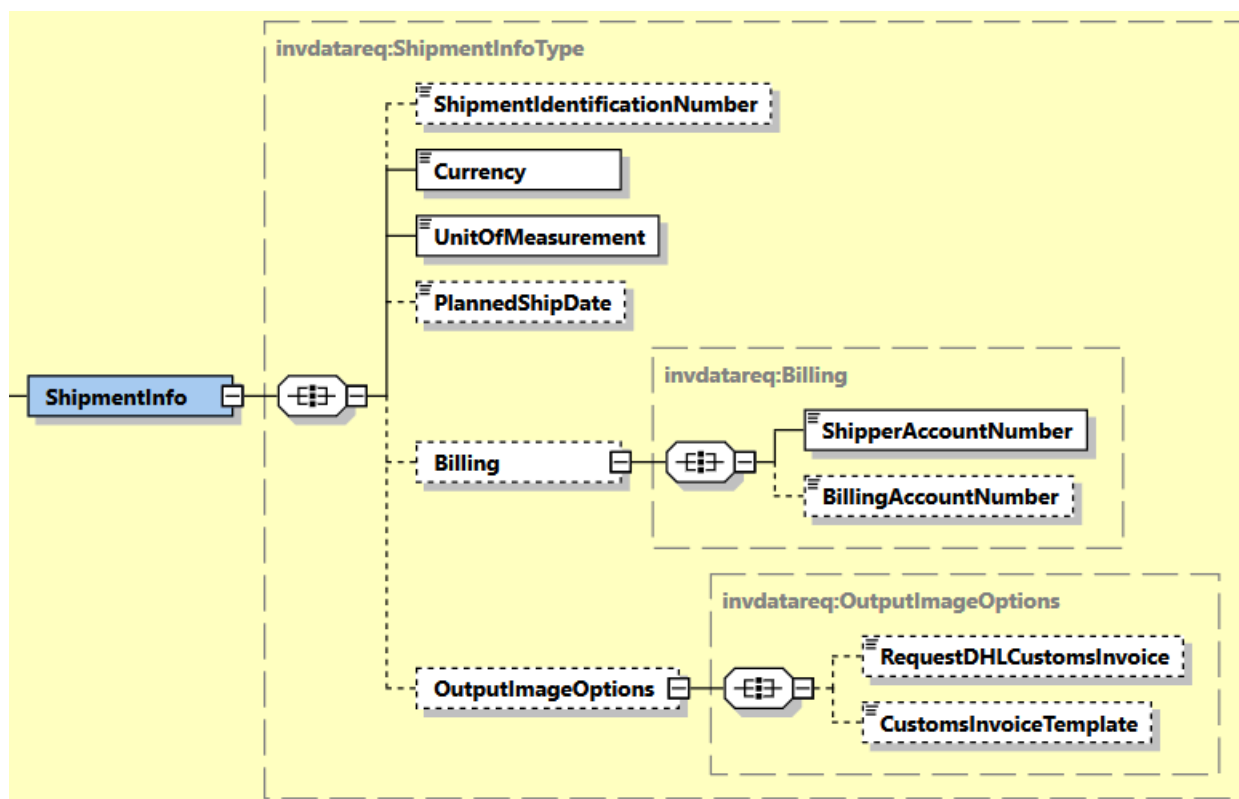 invdatareq:ShipmentInfoType
ShipmentIdentificationNumber
Currency
UnitOfMeasurement
PlannedShipDate
ShipmentInfo
invdatareq:Billing
ShipperAccountNumber
Billing
BillingAccountNumber
invdatareq:OutputImageOptions
RequestDHLCustomsInvoice
OutputImageOptions
CustomsInvoiceTemplate